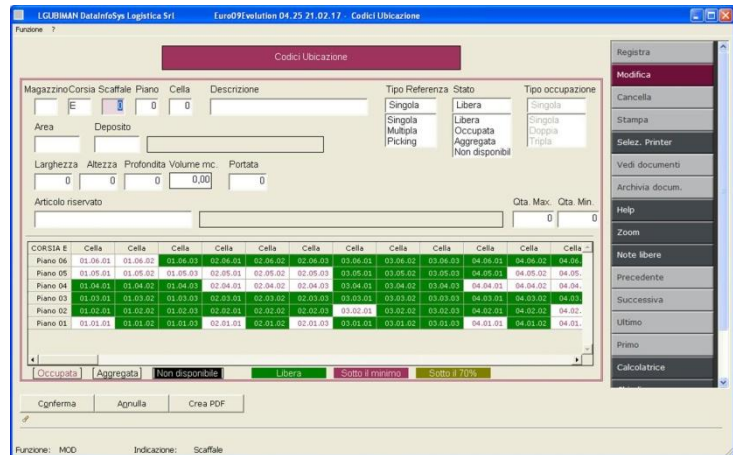 LGUBIMAN DataInfoSys Logistica Srl Euro09Evolution 04.25 21.02.17 - Codici Ubicazione
Funzione ?
Codici Ubicazione
Magazzino Corsia Scaffale Piano Cella Descrizione Tipo Referenza Stato Tipo occupazione
E 0 0 0 Singola Libera Singola
Singola Libera Singola
Multipla Occupata Doppia
Picking Aggregata Tripla
Non disponibil
Area Deposito
Larghezza Altezza Profondita Volume mc. Portata
0 0 0 0,00 0
Articolo riservato Qta. Max. Qta. Min.
0 0
CORSIA E Cella Cella Cella Cella Cella Cella Cella Cella Cella Cella Cella Cella
Piano 06 01.06.01 01.06.02 01.06.03 02.06.01 02.06.02 02.06.03 03.06.01 03.06.02 03.06.03 04.06.01 04.06.02 04.06.
Piano 05 01.05.01 01.05.02 01.05.03 02.05.01 02.05.02 02.05.03 03.05.01 03.05.02 03.05.03 04.05.01 04.05.02 04.05.
Piano 04 01.04.01 01.04.02 01.04.03 02.04.01 02.04.02 02.04.03 03.04.01 03.04.02 03.04.03 04.04.01 04.04.02 04.04.
Piano 03 01.03.01 01.03.02 01.03.03 02.03.01 02.03.02 02.03.03 03.03.01 03.03.02 03.03.03 04.03.01 04.03.02 04.03.
Piano 02 01.02.01 01.02.02 01.02.03 02.02.01 02.02.02 02.02.03 03.02.01 03.02.02 03.02.03 04.02.01 04.02.02 04.02.
Piano 01 01.01.01 01.01.02 01.01.03 02.01.01 02.01.02 02.01.03 03.01.01 03.01.02 03.01.03 04.01.01 04.01.02 04.01.
Occupata Aggregata Non disponibile Libera Sotto il minimo Sotto il 70%
Conferma Annulla Crea PDF
Funzione: MOD Indicazione: Scaffale
Registra
Modifica
Cancella
Stampa
Selez. Printer
Vedi documenti
Archivia docum.
Help
Zoom
Note libere
Precedente
Successiva
Ultimo
Primo
Calcolatrice